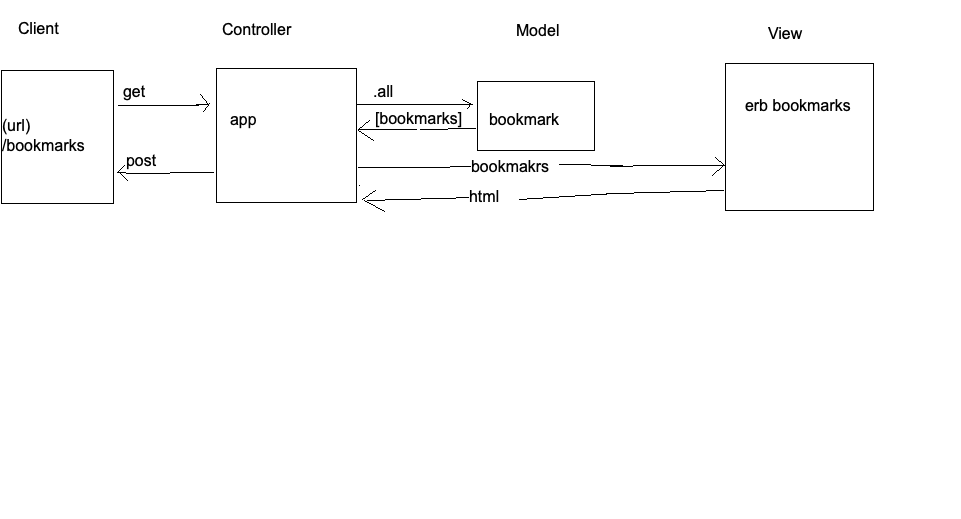 Client
Controller
Model
View
get
.all
(url)
/bookmarks
app
[bookmarks]
bookmark
erb bookmarks
post
bookmakrs
html